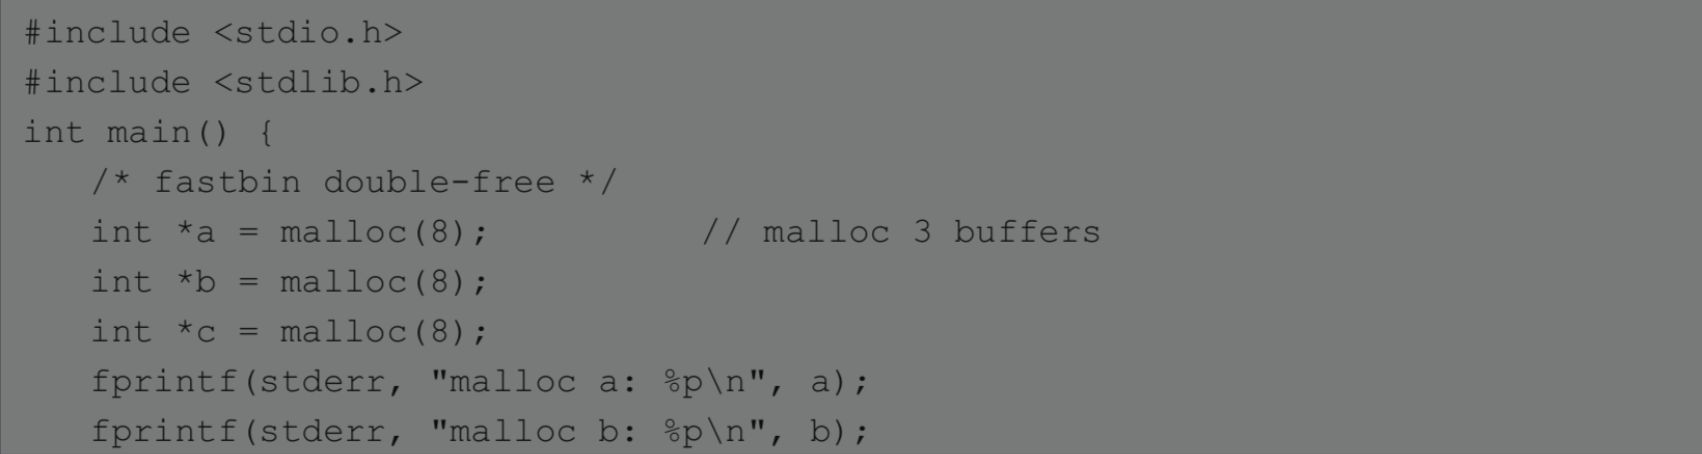 #include <stdio.h>
#include <stdlib.h>
int main() {
/* fastbin double-free */
int *a = malloc(8); // malloc 3 buffers
int *b = malloc(8);
int *c = malloc(8);
fprintf(stderr, "malloc a: %p\n", a);
fprintf(stderr, "malloc b: %p\n", b);